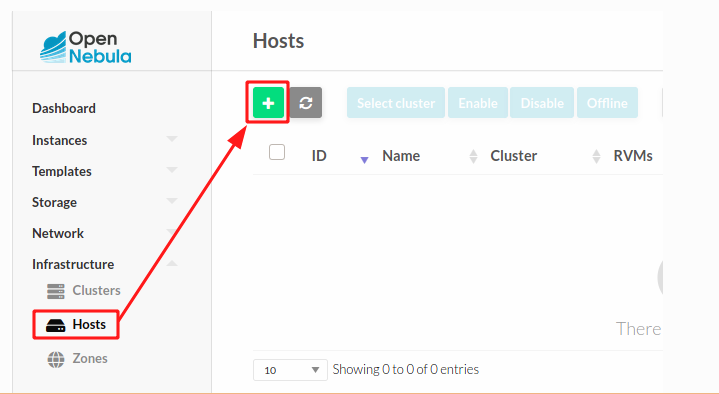 Open
Nebula
Hosts
Select cluster Enable Disable Offline
Dashboard
ID Name Cluster RVMs
Instances
Templates
Storage
Network
Infrastructure
Clusters
Hosts
There
Zones
10 Showing 0 to 0 of 0 entries